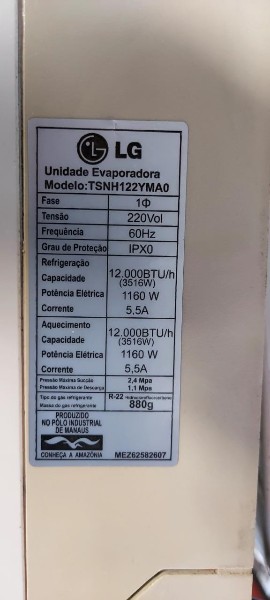 LG
Unidade Evaporadora
Modelo:TSNH122YMA0
Fase 1Φ
Tensão 220Vol
Frequência 60Hz
Grau de Proteção IPX0
Refrigeração
Capacidade 12.000BTU/h
(3516W)
Potência Elétrica 1160 W
Corrente 5,5A
Aquecimento
Capacidade 12.000BTU/h
(3516W)
Potência Elétrica 1160 W
Corrente 5,5A
Pressão Máxima Sucção 2,4 Mpa
Pressão Máxima de Descarga 1,1 Mpa
Tipo do gás refrigerante R-22
Massa do gás refrigerante 880g
PRODUZIDO
NO PÓLO INDUSTRIAL
DE MANAUS
CONHEÇA A AMAZÔNIA
MEZ62582607